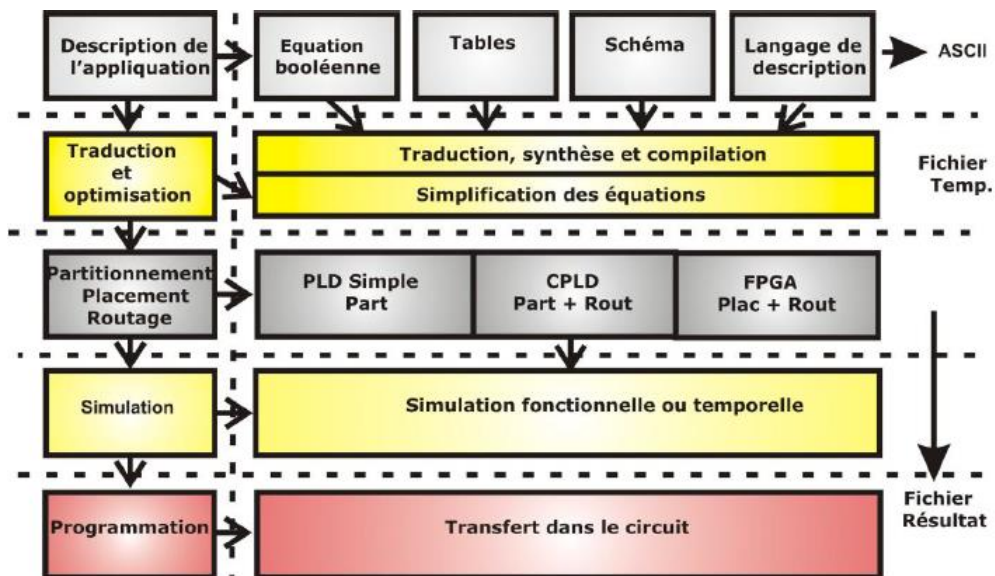 Description de
l'appliquation
Equation
booléenne
Tables
Schéma
Langage de
description
ASCII
Traduction
et
optimisation
Traduction, synthèse et compilation
Simplification des équations
Fichier
Temp.
Partitionnement
Placement
Routage
PLD Simple
Part
CPLD
Part + Rout
FPGA
Plac + Rout
Simulation
Simulation fonctionnelle ou temporelle
Programmation
Transfert dans le circuit
Fichier
Résultat